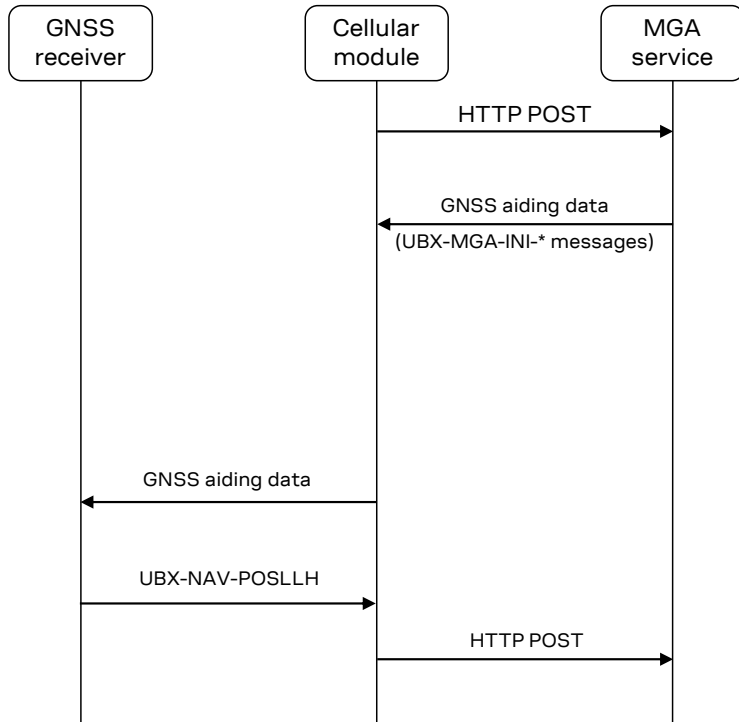 GNSS
receiver
Cellular
module
MGA
service
HTTP POST
GNSS aiding data
(UBX-MGA-INI-* messages)
GNSS aiding data
UBX-NAV-POSLLH
HTTP POST